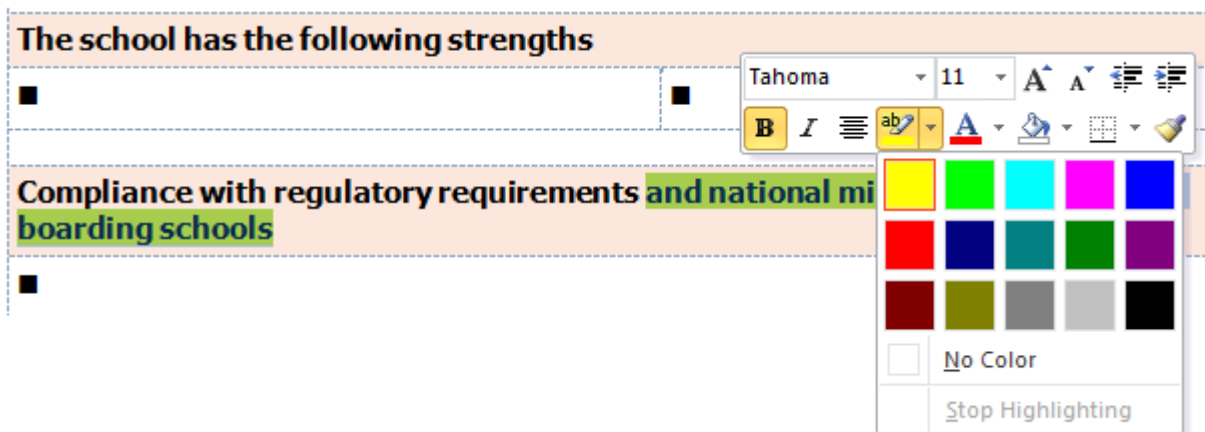 The school has the following strengths
Tahoma 11 A A
B I ab A
Compliance with regulatory requirements and national mi
boarding schools
No Color
Stop Highlighting